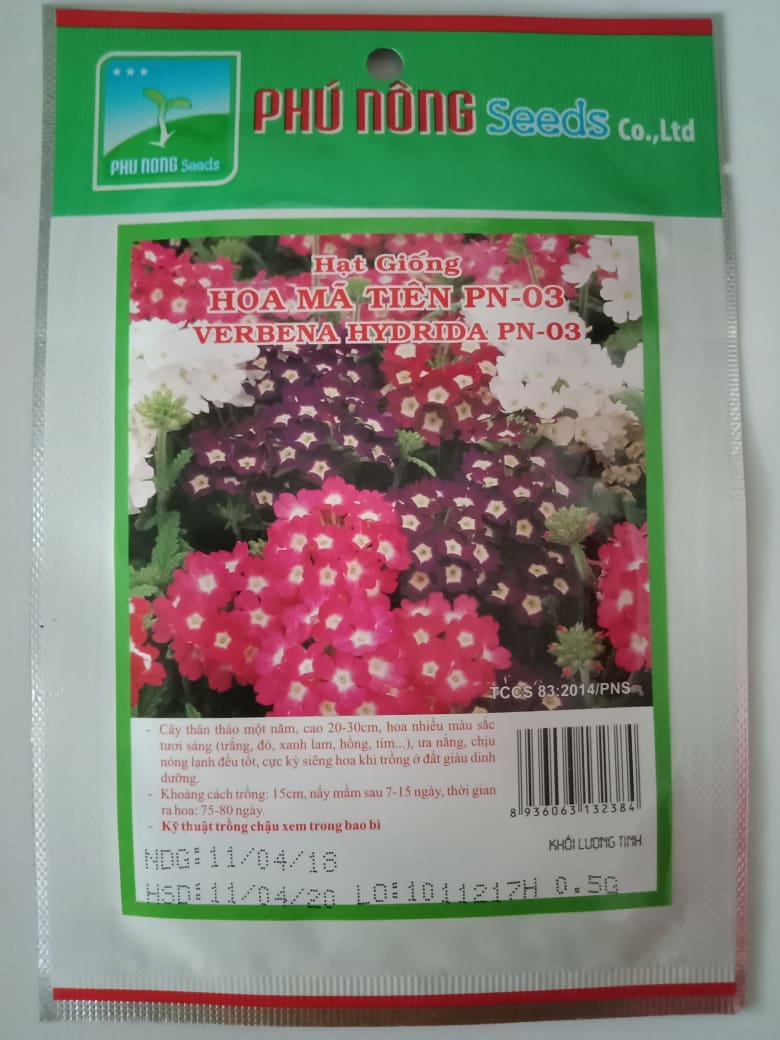 ★★★
PHU NONG Seeds
PHÚ NÔNG Seeds Co.,Ltd
Hạt Giống
HOA MÃ TIÊN PN-03
VERBENA HYDRIDA PN-03
TCCS 83:2014/PNS
- Cây thân thảo một năm, cao 20-30cm, hoa nhiều màu sắc
tươi sáng (trắng, đỏ, xanh lam, hồng, tím...), ưa nắng, chịu
nóng lạnh đều tốt, cực kỳ siêng hoa khi trồng ở đất giàu dinh
dưỡng.
- Khoảng cách trồng: 15cm, nẩy mầm sau 7-15 ngày, thời gian
ra hoa: 75-80 ngày.
- Kỹ thuật trồng chậu xem trong bao bì
8 936063 132384
KHỐI LƯỢNG TỊNH
NDG:11/04/18
HSD:11/04/20 LO:1011217H 0.5G